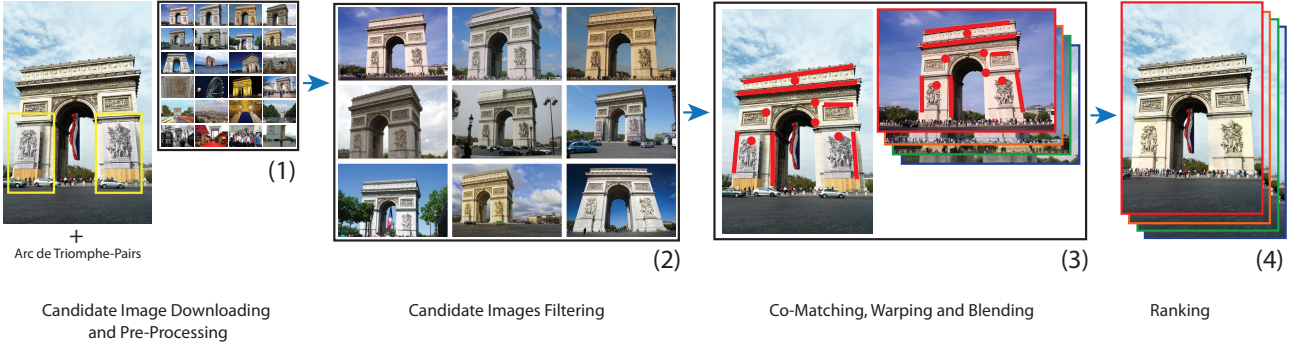 (1)
(2)
(3)
(4)
+
Arc de Triomphe-Pairs
Candidate Image Downloading
and Pre-Processing
Candidate Images Filtering
Co-Matching, Warping and Blending
Ranking